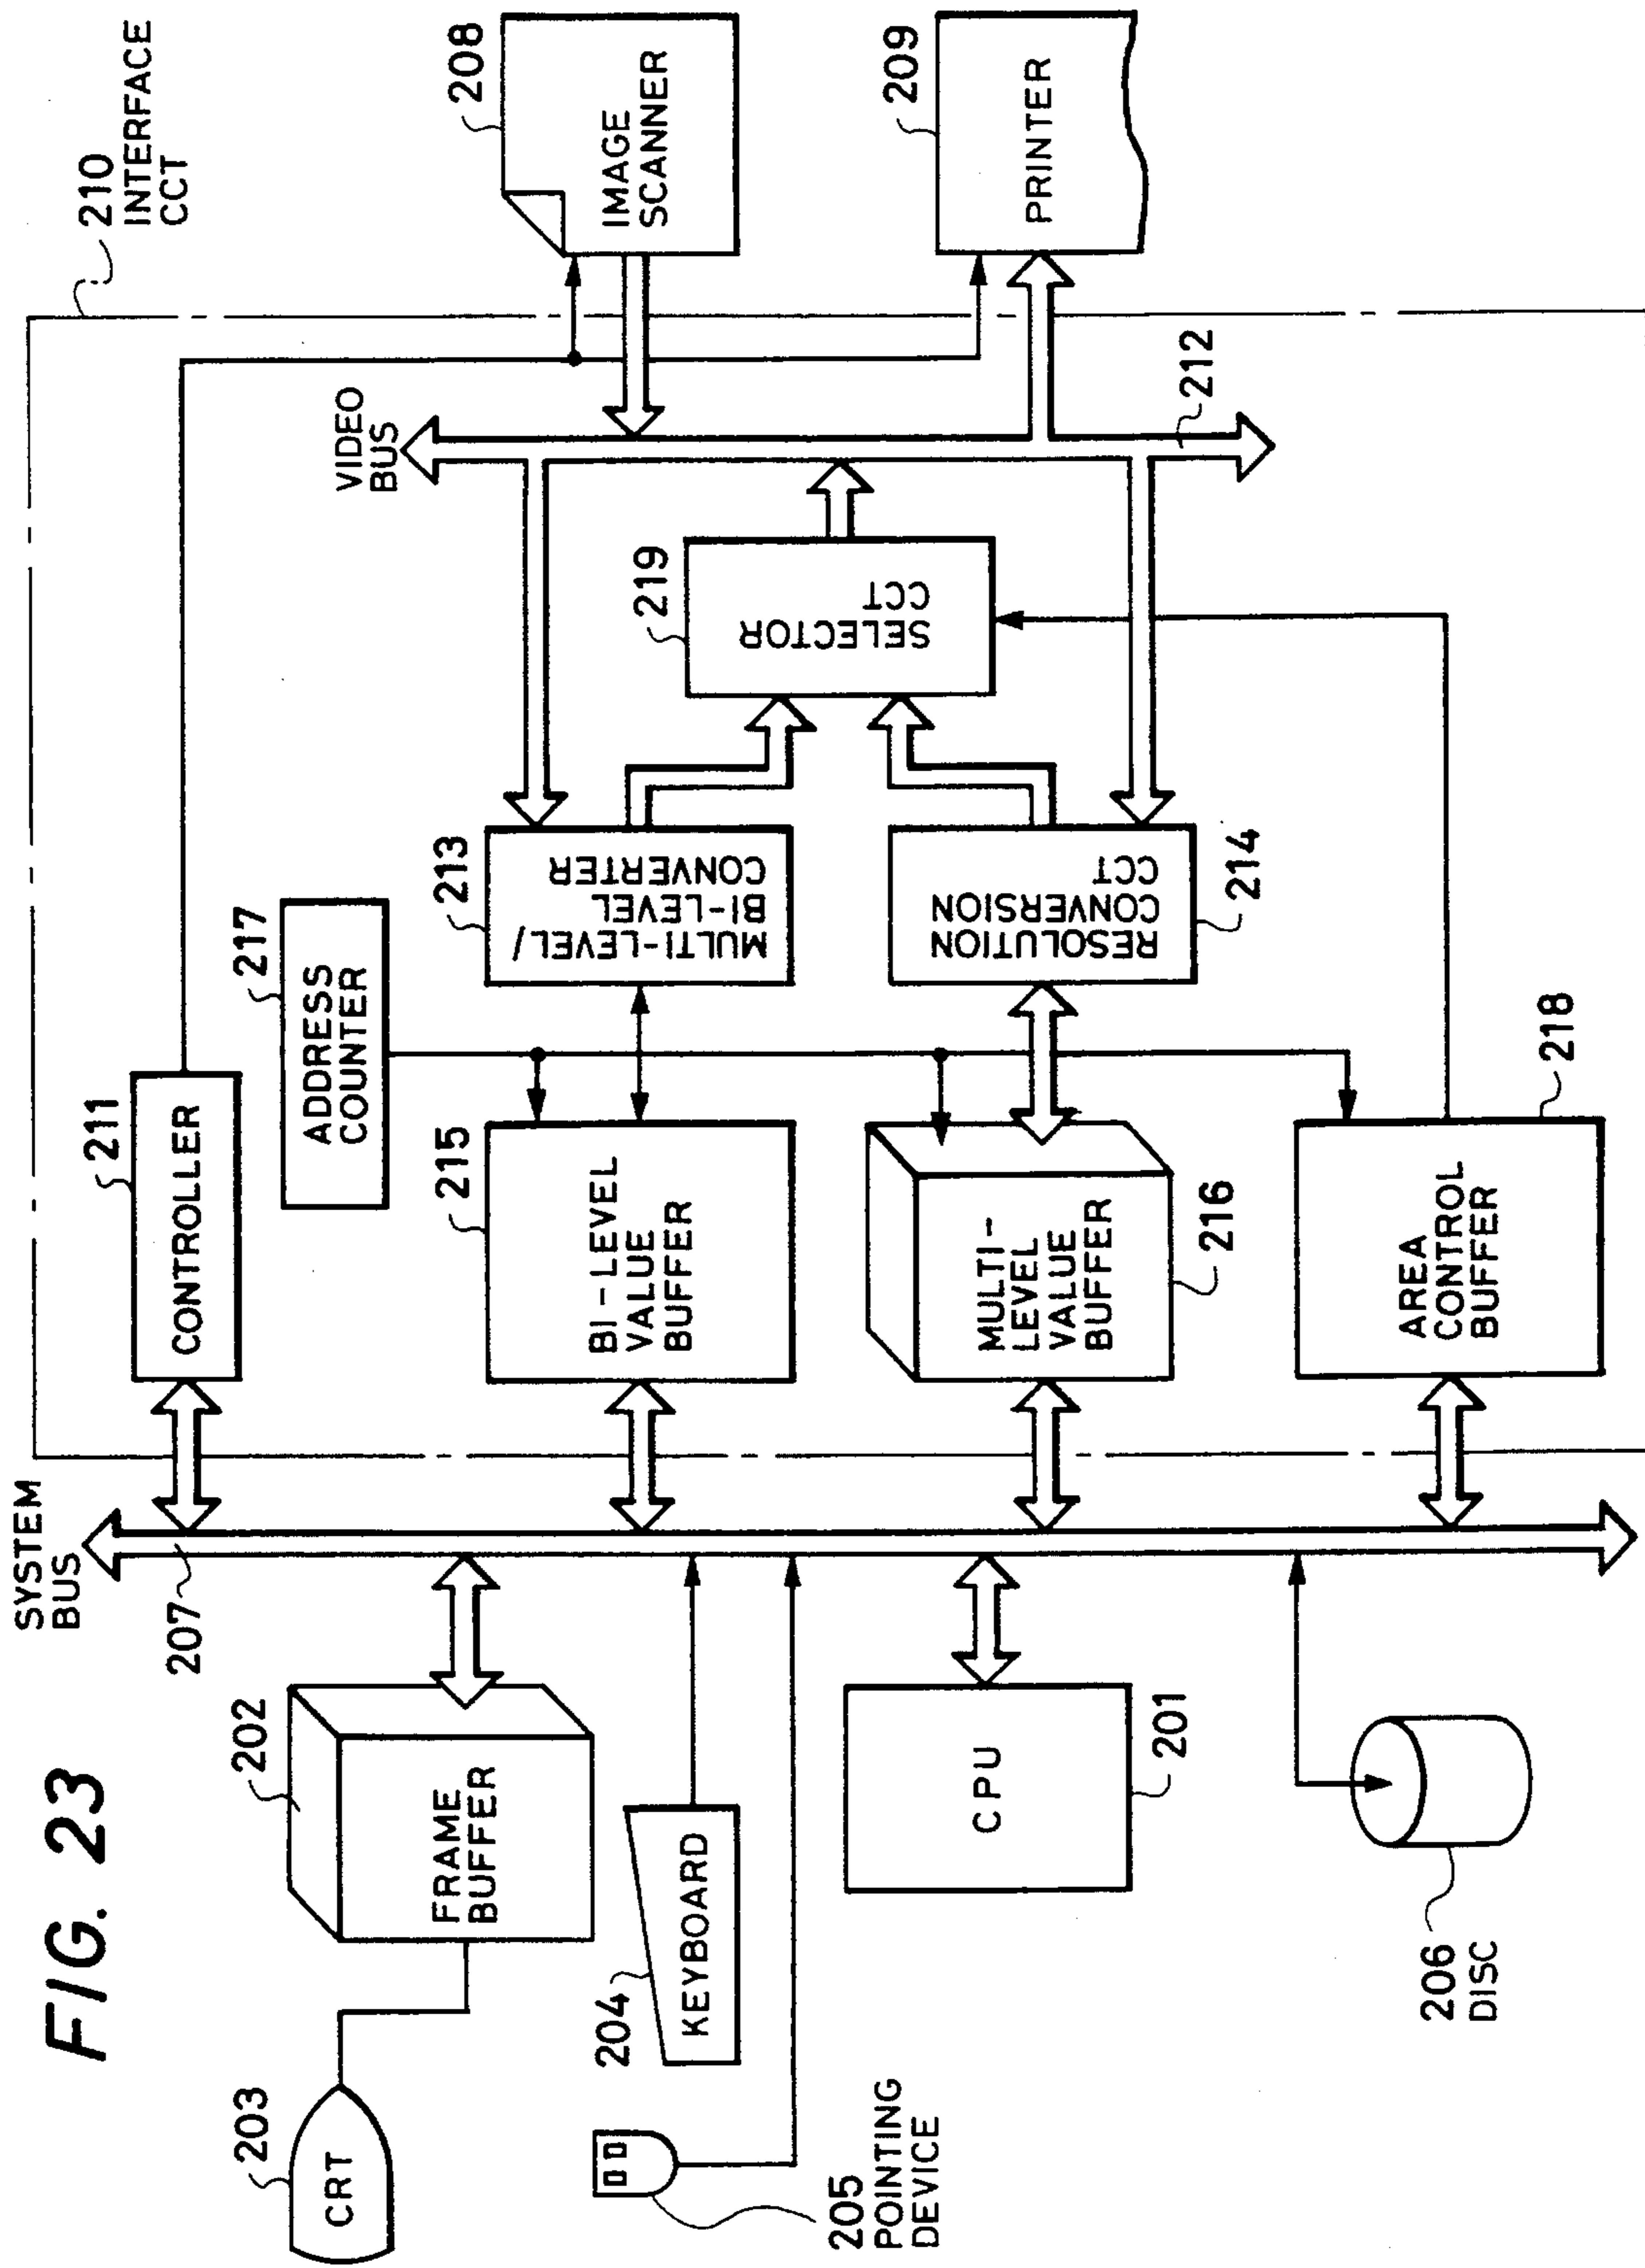 FIG. 23
203
CRT
202
FRAME
BUFFER
204
KEYBOARD
205
POINTING
DEVICE
CPU
201
206
DISC
SYSTEM
BUS
207
210
INTERFACE
CCT
211
CONTROLLER
217
ADDRESS
COUNTER
215
BI-LEVEL
VALUE
BUFFER
MULTI-
LEVEL
VALUE
BUFFER
216
AREA
CONTROL
BUFFER
218
213
MULTI-LEVEL/
BI-LEVEL
CONVERTER
RESOLUTION
CONVERSION
CCT
214
219
SELECTOR
CCT
VIDEO
BUS
212
208
IMAGE
SCANNER
209
PRINTER